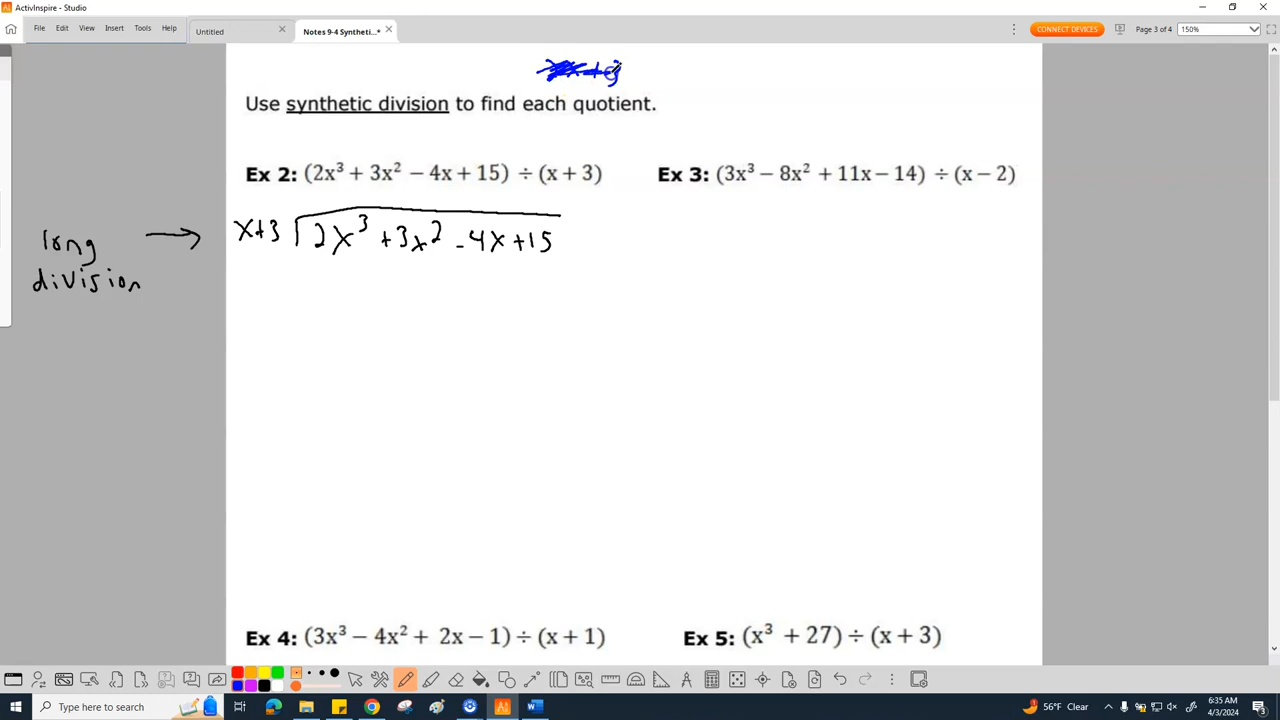 ActivInspire - Studio
File Edit View Insert Tools Help
Untitled
Notes 9-4 Syntheti...*
CONNECT DEVICES
Page 3 of 4
150%
Use synthetic division to find each quotient.
Ex 2: (2x³ + 3x² − 4x + 15) ÷ (x + 3)
Ex 3: (3x³ − 8x² + 11x − 14) ÷ (x − 2)
x+3 2x³ +3x² -4x +15
long
division
Ex 4: (3x³ − 4x² + 2x − 1) ÷ (x + 1)
Ex 5: (x³ + 27) ÷ (x + 3)
Type here to search
56°F Clear
6:35 AM
4/3/2024